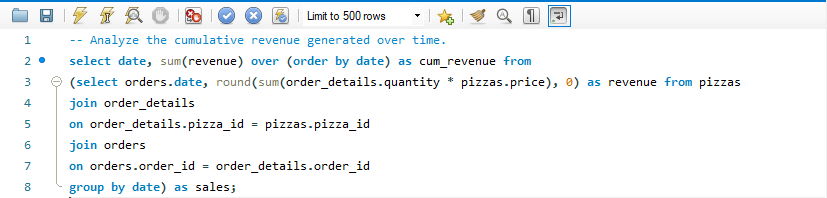 Limit to 500 rows
1 -- Analyze the cumulative revenue generated over time.
2 select date, sum(revenue) over (order by date) as cum_revenue from
3 (select orders.date, round(sum(order_details.quantity * pizzas.price), 0) as revenue from pizzas
4 join order_details
5 on order_details.pizza_id = pizzas.pizza_id
6 join orders
7 on orders.order_id = order_details.order_id
8 group by date) as sales;